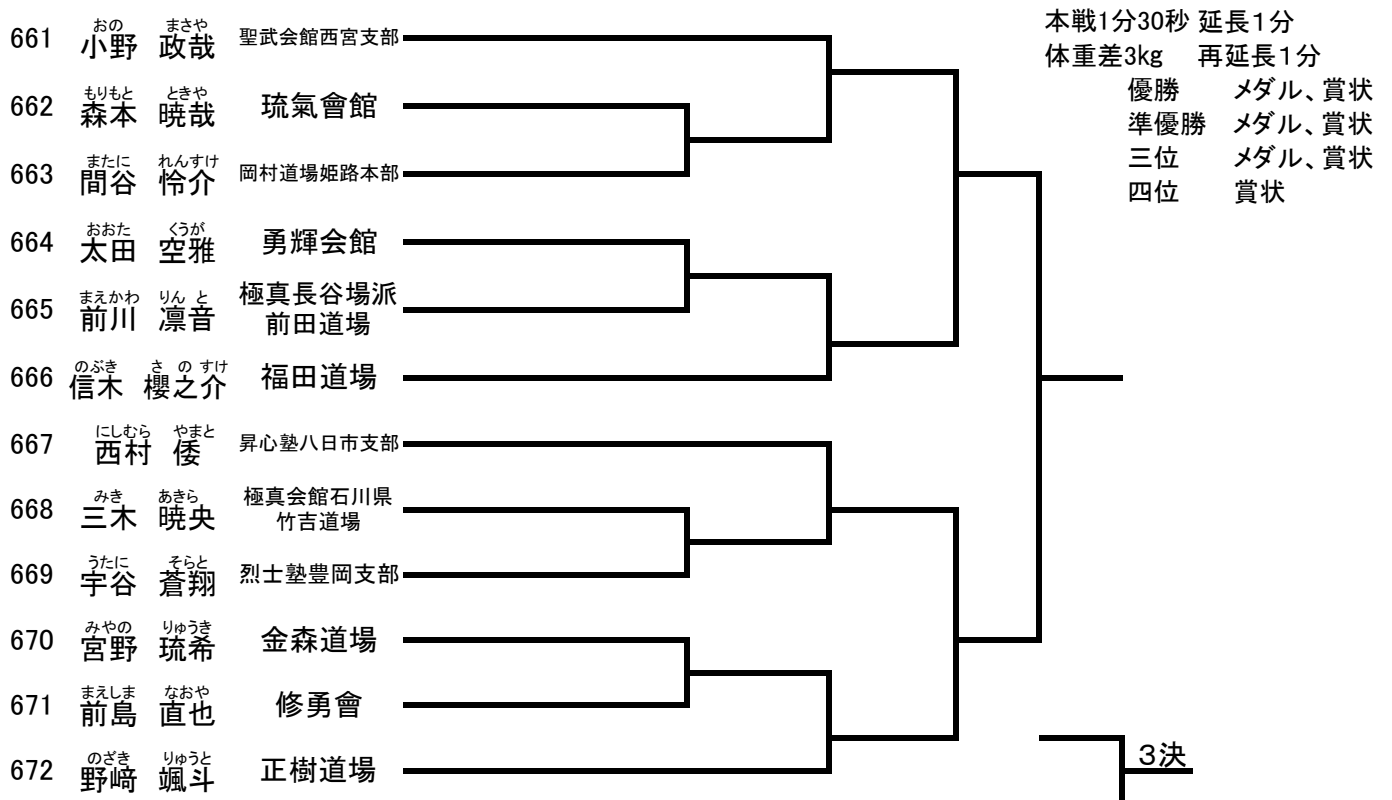 本戦1分30秒 延長1分
体重差3kg 再延長1分
優勝 メダル、賞状
準優勝 メダル、賞状
三位 メダル、賞状
四位 賞状
おの まさや
661 小野 政哉 聖武会館西宮支部
もりもと ときや
662 森本 暁哉 琉氣會館
またに れんすけ
663 間谷 怜介 岡村道場姫路本部
おおた くうが
664 太田 空雅 勇輝会館
まえかわ りん と
665 前川 凛音 極真長谷場派
前田道場
のぶき さ の すけ
666 信木 櫻之介 福田道場
にしむら やまと
667 西村 倭 昇心塾八日市支部
みき あきら
668 三木 暁央 極真会館石川県
竹吉道場
うたに そらと
669 宇谷 蒼翔 烈士塾豊岡支部
みやの りゅうき
670 宮野 琉希 金森道場
まえしま なおや
671 前島 直也 修勇會
のざき りゅうと
672 野﨑 颯斗 正樹道場
3決